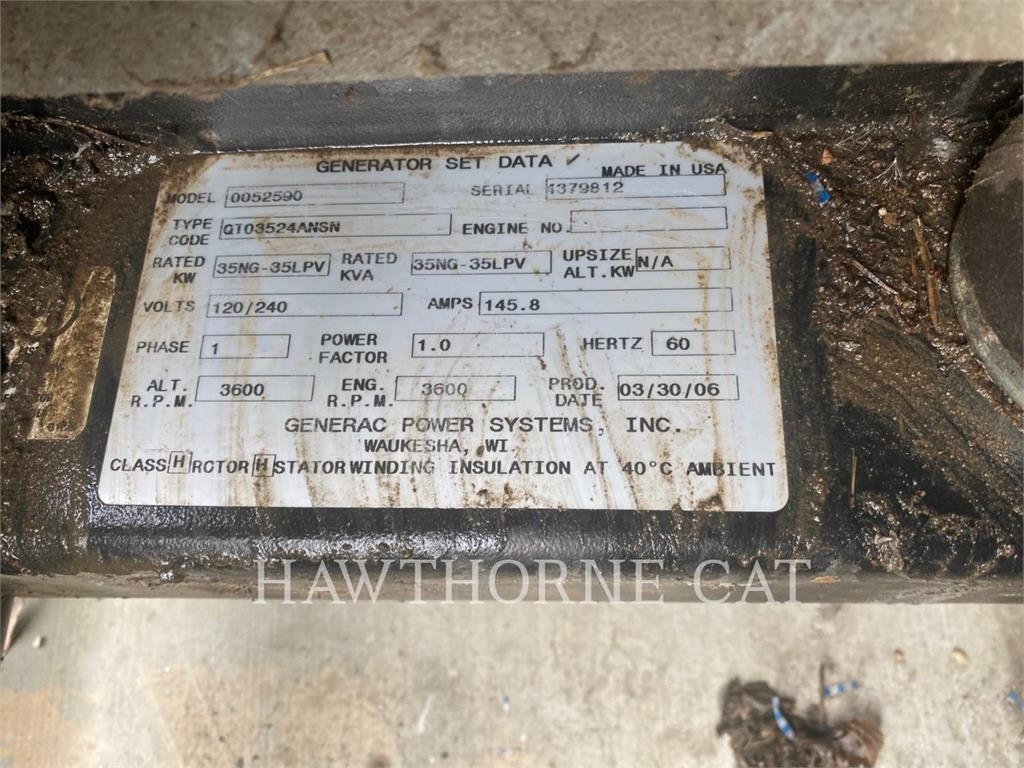 GENERATOR SET DATA ✓
MADE IN USA
MODEL 0052590 SERIAL 4379812
TYPE CODE QT03524ANSN ENGINE NO.
RATED KW 35NG-35LPV RATED KVA 35NG-35LPV UPSIZE ALT.KW N/A
VOLTS 120/240 AMPS 145.8
PHASE 1 POWER FACTOR 1.0 HERTZ 60
ALT. R.P.M. 3600 ENG. R.P.M. 3600 PROD. DATE 03/30/06
GENERAC POWER SYSTEMS, INC.
WAUKESHA, WI.
CLASS H ROTOR H STATOR WINDING INSULATION AT 40°C AMBIENT
HAWTHORNE CAT